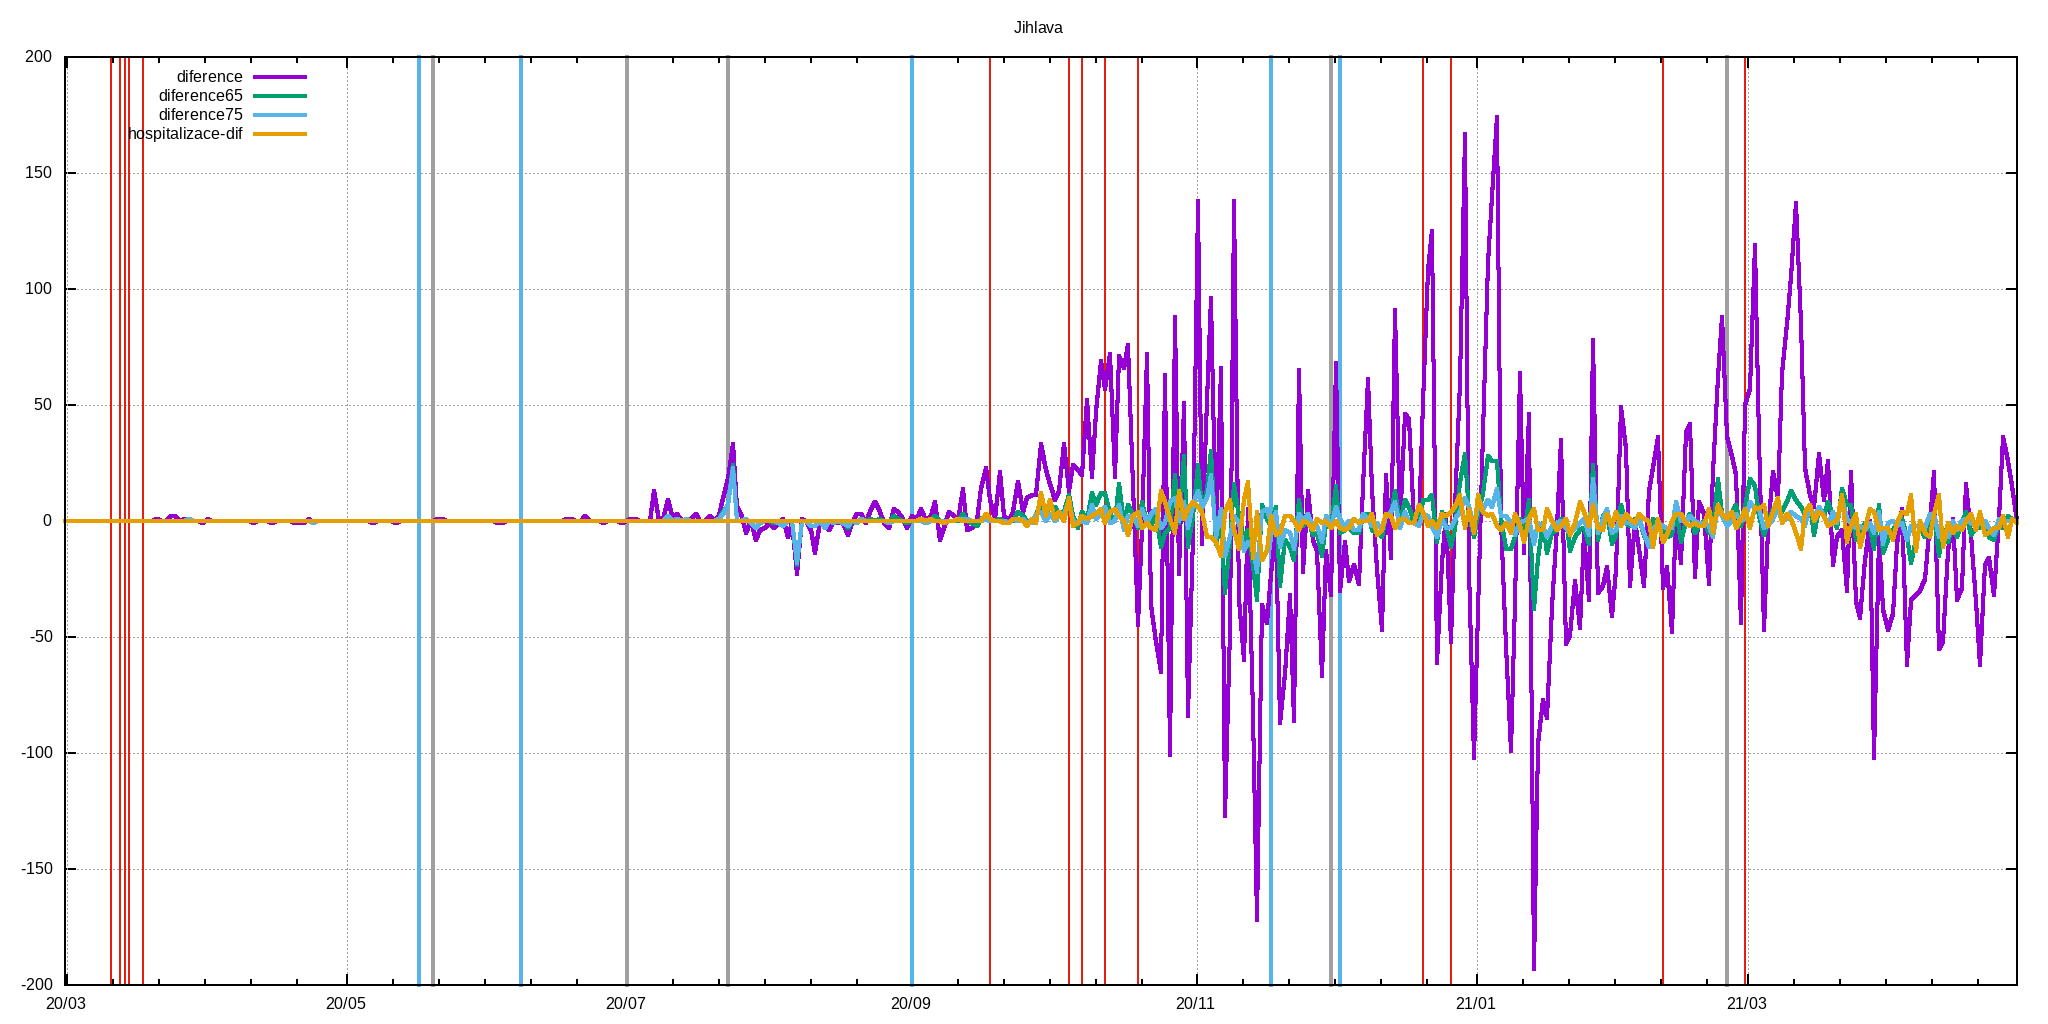 Jihlava
200
150
100
50
0
-50
-100
-150
-200
diference
diference65
diference75
hospitalizace-dif
20/03 20/05 20/07 20/09 20/11 21/01 21/03